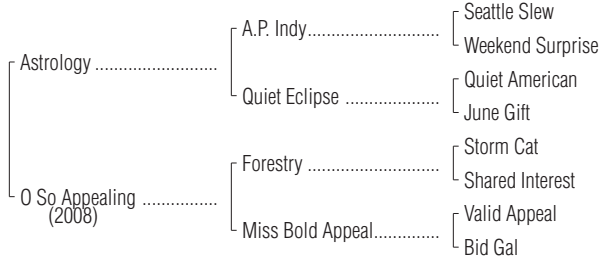 Seattle Slew
A.P. Indy............................
Weekend Surprise
Astrology ..........................
Quiet American
Quiet Eclipse ....................
June Gift
Storm Cat
Forestry ............................
Shared Interest
O So Appealing ................
(2008)
Valid Appeal
Miss Bold Appeal..............
Bid Gal